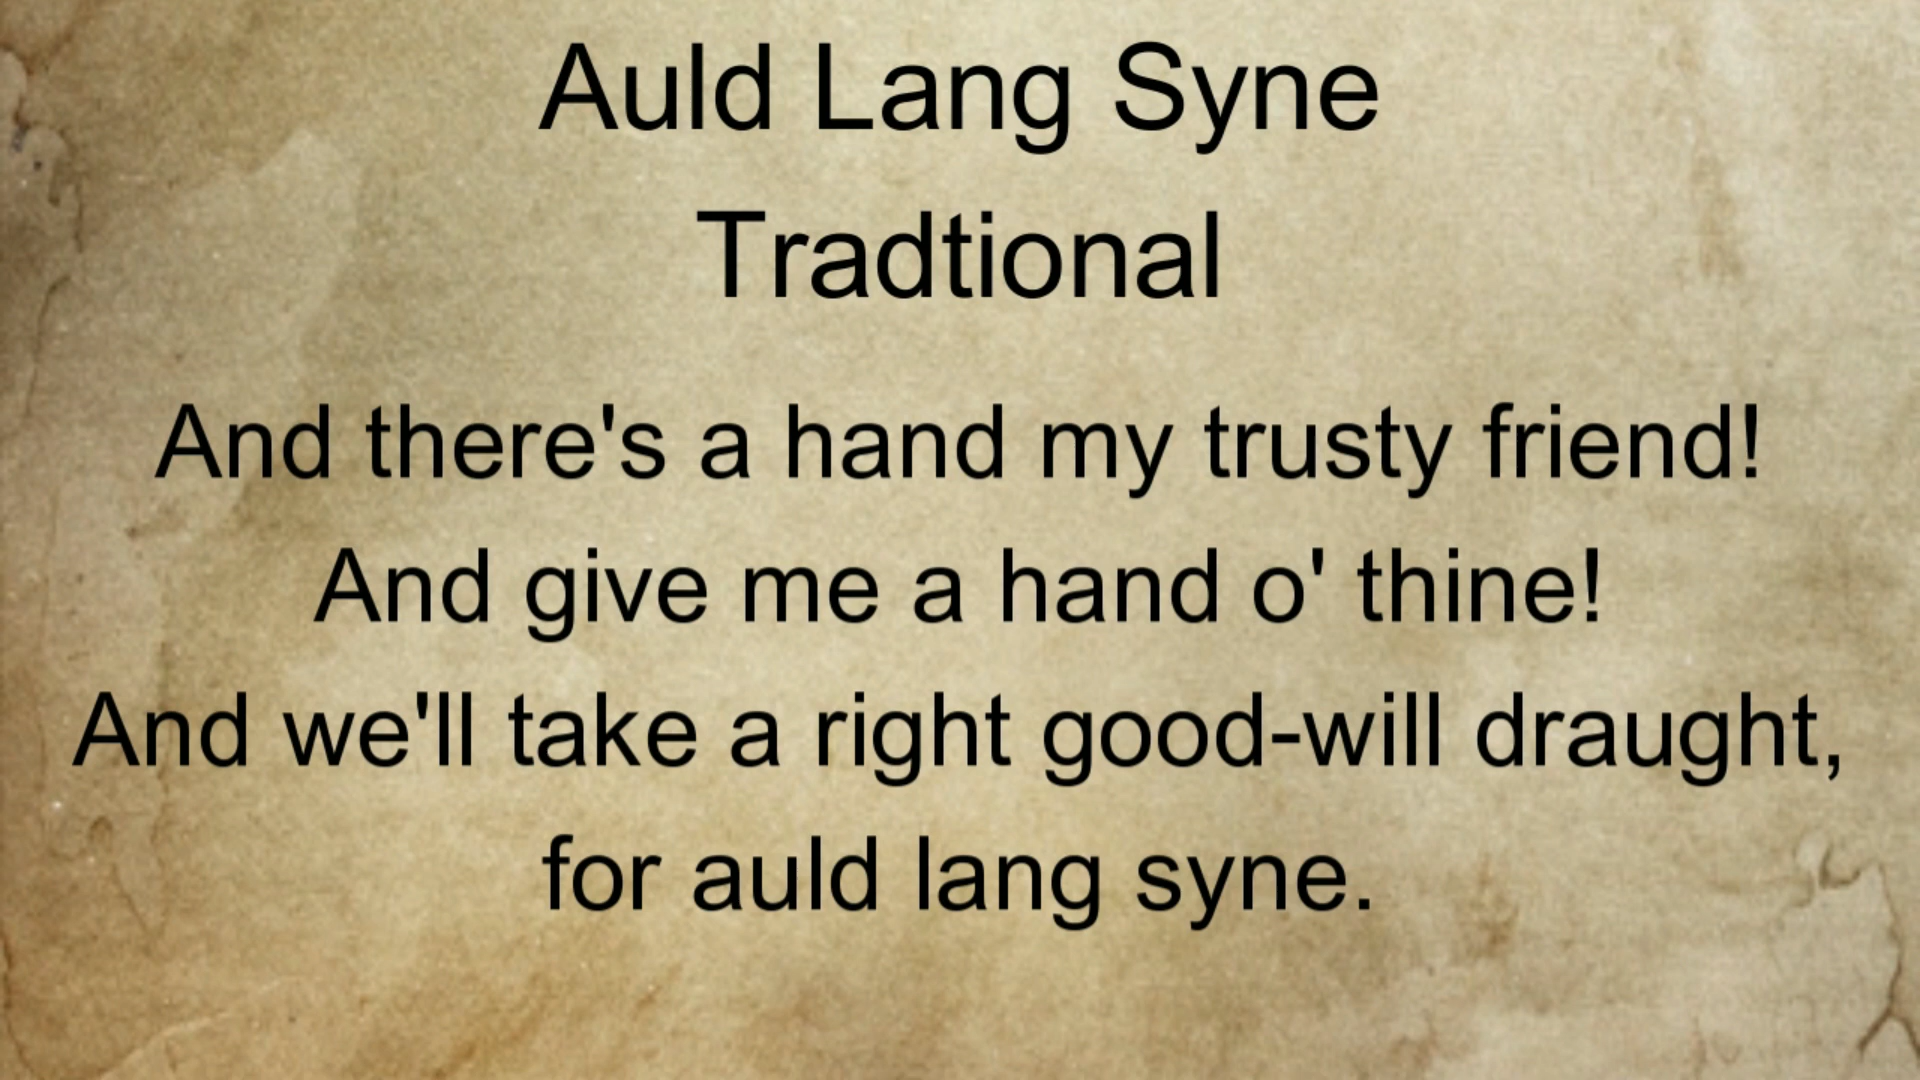 Auld Lang Syne
Tradtional
And there's a hand my trusty friend!
And give me a hand o' thine!
And we'll take a right good-will draught,
for auld lang syne.